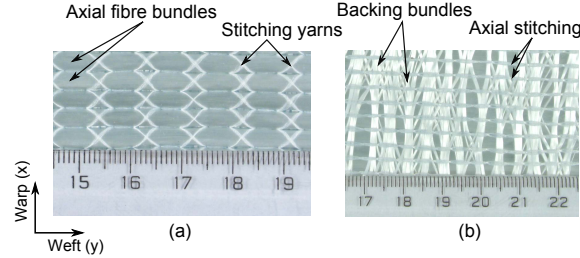 Axial fibre bundles
Stitching yarns
Backing bundles
Axial stitching
15 16 17 18 19
17 18 19 20 21 22
Warp (x)
Weft (y)
(a)
(b)